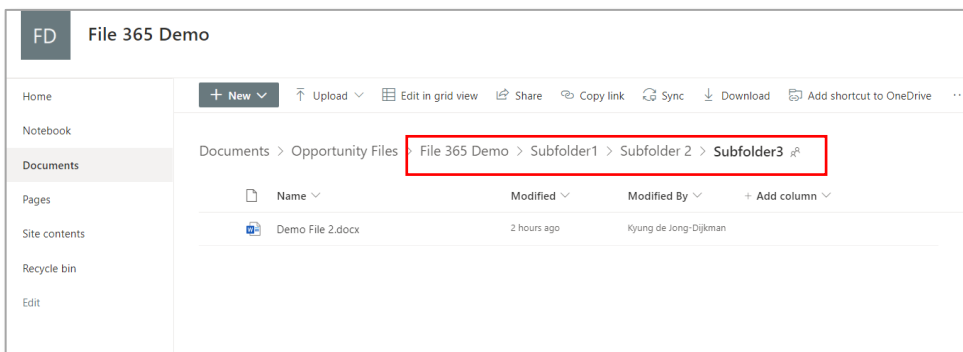 FD File 365 Demo
Home
Notebook
Documents
Pages
Site contents
Recycle bin
Edit
+ New Upload Edit in grid view Share Copy link Sync Download Add shortcut to OneDrive ··
Documents > Opportunity Files > File 365 Demo > Subfolder1 > Subfolder 2 > Subfolder3
Name Modified Modified By + Add column
Demo File 2.docx 2 hours ago Kyung de Jong-Dijkman